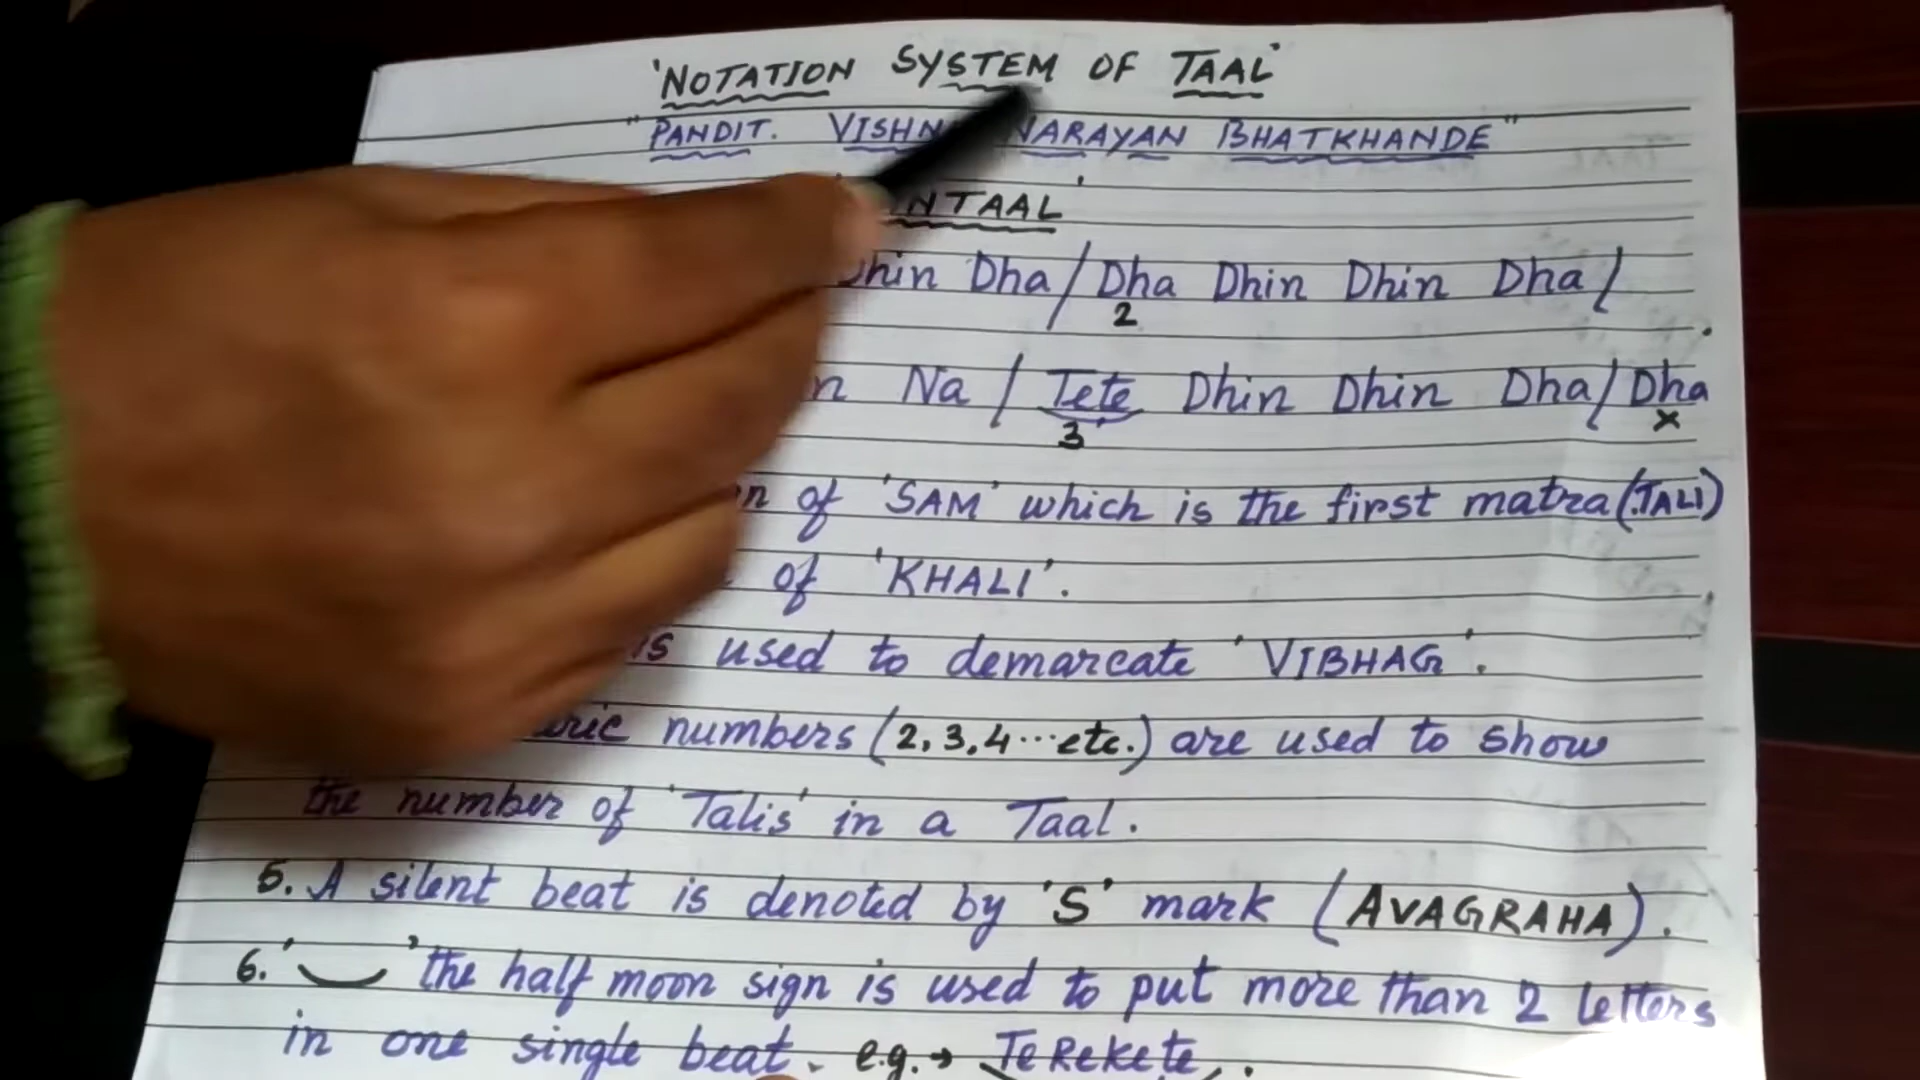 'NOTATION SYSTEM OF TAAL'
"PANDIT. NARAYAN BHATKHANDE"
Dhin Dha / Dha Dhin Dhin Dha /
2
Na / Tete Dhin Dhin Dha / Dha
3 x
of 'SAM' which is the first matra (TALI)
of 'KHALI'.
is used to demarcate 'VIBHAG'.
numbers (2, 3, 4 ... etc.) are used to show
the number of 'Talis' in a Taal.
5. A silent beat is denoted by 'S' mark (AVAGRAHA).
6. '‿' the half moon sign is used to put more than 2 letters
in one single beat. e.g. → TeReKete.